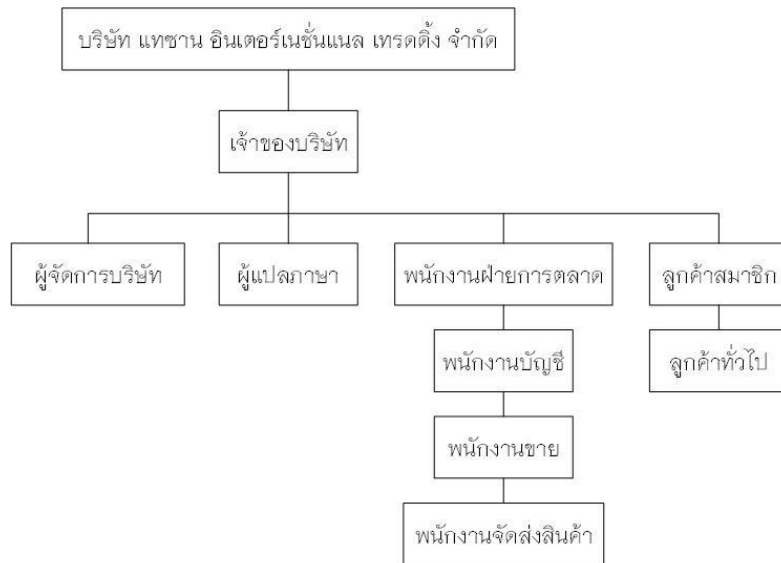 บริษัท แทซาน อินเตอร์เนชั่นแนล เทรดดิ้ง จำกัด
เจ้าของบริษัท
ผู้จัดการบริษัท
ผู้แปลภาษา
พนักงานฝ่ายการตลาด
ลูกค้าสมาชิก
พนักงานบัญชี
ลูกค้าทั่วไป
พนักงานขาย
พนักงานจัดส่งสินค้า